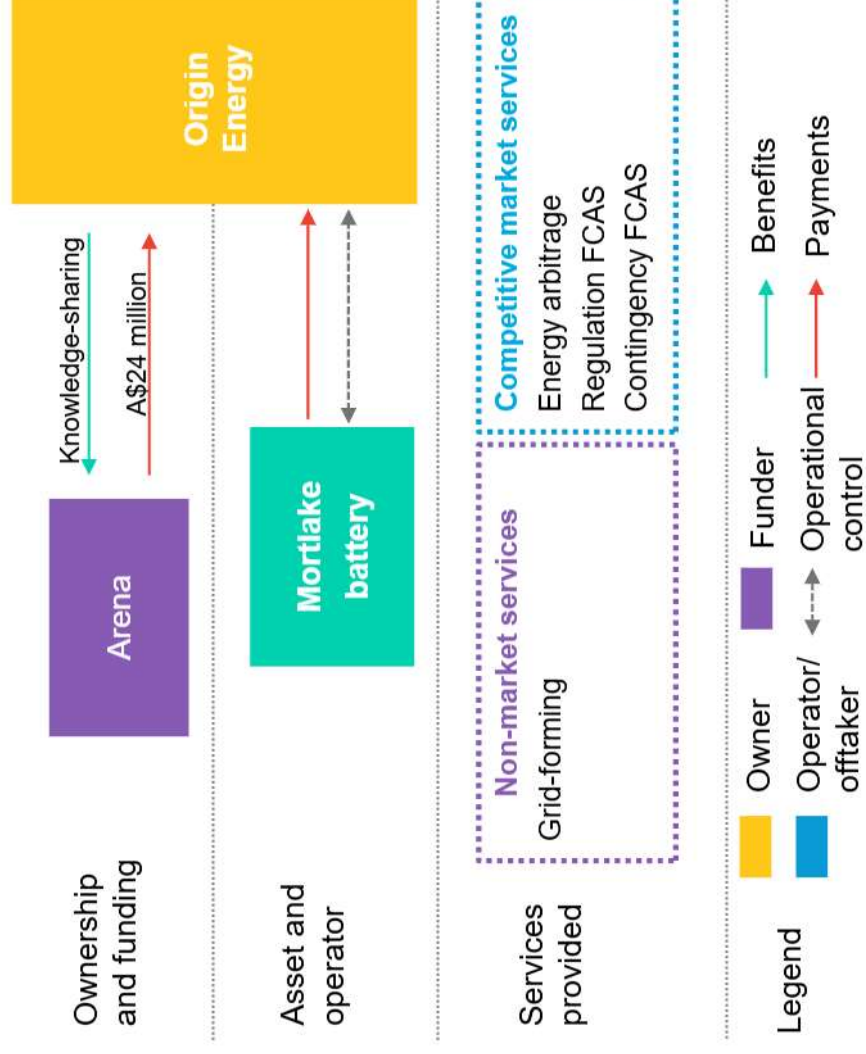 Ownership
and funding
Arena
Knowledge-sharing
A$24 million
Origin
Energy
Asset and
operator
Mortlake
battery
Services
provided
Non-market services
Grid-forming
Competitive market services
Energy arbitrage
Regulation FCAS
Contingency FCAS
Legend
Owner
Funder
Benefits
Operator/
offtaker
Operational
control
Payments